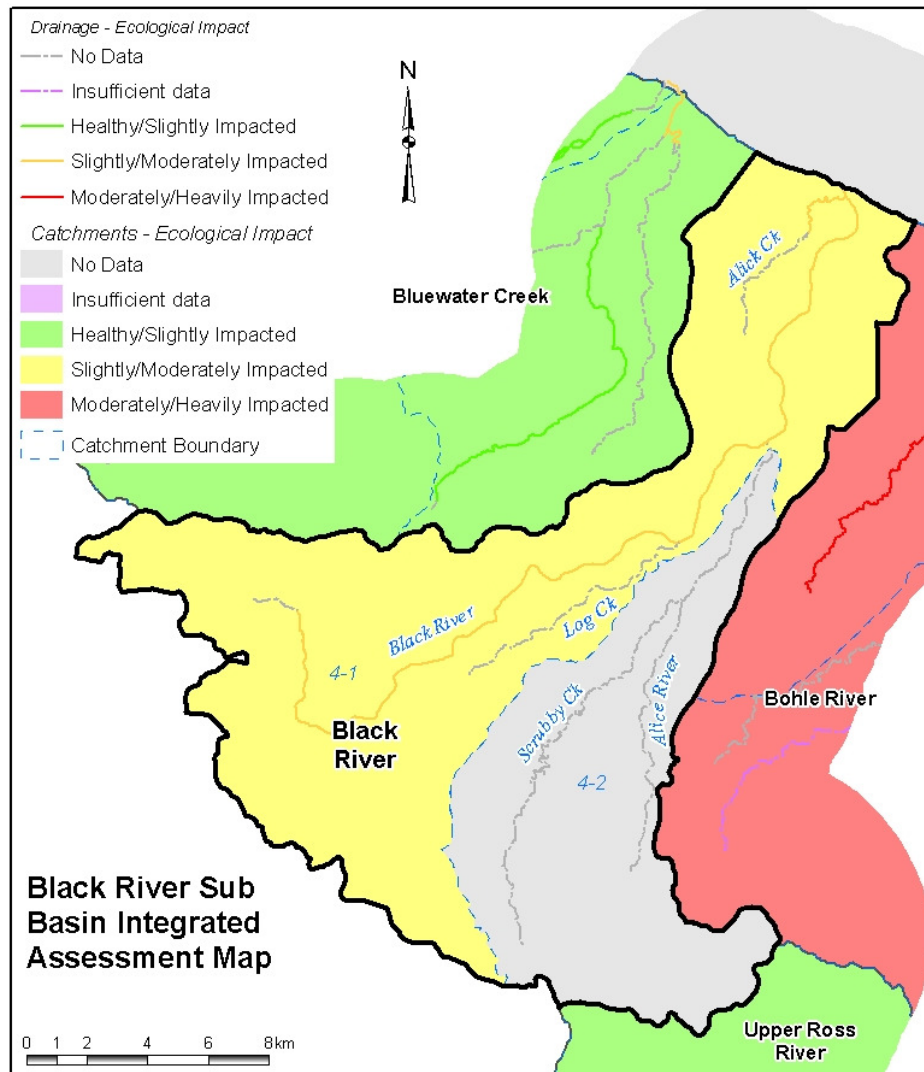 Drainage - Ecological Impact
No Data
Insufficient data
Healthy/Slightly Impacted
Slightly/Moderately Impacted
Moderately/Heavily Impacted
Catchments - Ecological Impact
No Data
Insufficient data
Healthy/Slightly Impacted
Slightly/Moderately Impacted
Moderately/Heavily Impacted
Catchment Boundary
N
Alick Ck
Bluewater Creek
Black River
Log Ck
4-1
Black
River
Scrubby Ck
Alice River
4-2
Bohle River
Black River Sub
Basin Integrated
Assessment Map
0 1 2 4 6 8 km
Upper Ross
River